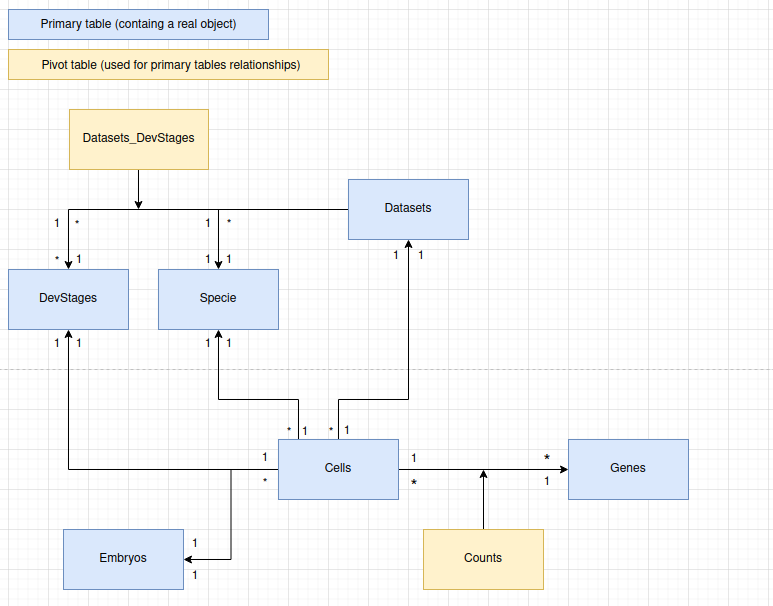 Primary table (containg a real object)
Pivot table (used for primary tables relationships)
Datasets_DevStages
Datasets
1 * 1 *
* 1 1 1 1 1
DevStages Specie
1 1 1 1
* 1 * 1
1 Cells 1 * Genes
* * 1
Embryos 1 Counts
1